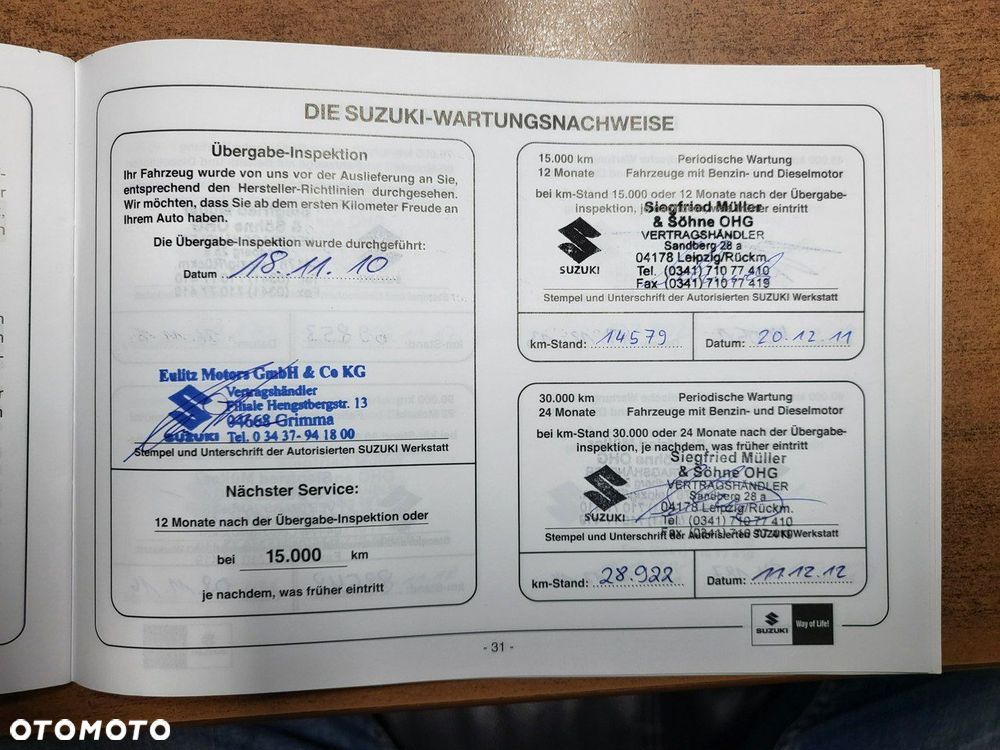 DIE SUZUKI-WARTUNGSNACHWEISE
Übergabe-Inspektion
Ihr Fahrzeug wurde von uns vor der Auslieferung an Sie,
entsprechend den Hersteller-Richtlinien durchgesehen.
Wir möchten, dass Sie ab dem ersten Kilometer Freude an
Ihrem Auto haben.
Die Übergabe-Inspektion wurde durchgeführt:
Datum 18.11.10
Eulitz Motors GmbH & Co KG
Vertragshändler
Filiale Hengstbergstr. 13
04668 Grimma
SUZUKI Tel. 0 34 37- 94 18 00
Stempel und Unterschrift der Autorisierten SUZUKI Werkstatt
Nächster Service:
12 Monate nach der Übergabe-Inspektion oder
bei 15.000 km
je nachdem, was früher eintritt
15.000 km Periodische Wartung
12 Monate Fahrzeuge mit Benzin- und Dieselmotor
bei km-Stand 15.000 oder 12 Monate nach der Übergabe-
inspektion, je nachdem, was früher eintritt
Siegfried Müller
& Söhne OHG
VERTRAGSHÄNDLER
Sandberg 28 a
04178 Leipzig/Rückm.
Tel. (0341) 710 77 410
Fax (0341) 710 77 419
SUZUKI
Stempel und Unterschrift der Autorisierten SUZUKI Werkstatt
km-Stand: 14579 Datum: 20.12.11
30.000 km Periodische Wartung
24 Monate Fahrzeuge mit Benzin- und Dieselmotor
bei km-Stand 30.000 oder 24 Monate nach der Übergabe-
inspektion, je nachdem, was früher eintritt
Siegfried Müller
& Söhne OHG
VERTRAGSHÄNDLER
Sandberg 28 a
04178 Leipzig/Rückm.
Tel (0341) 710 77 410
SUZUKI
Stempel und Unterschrift der Autorisierten SUZUKI Werkstatt
km-Stand: 28.922 Datum: 11.12.12
SUZUKI Way of Life!
- 31 -
OTOMOTO